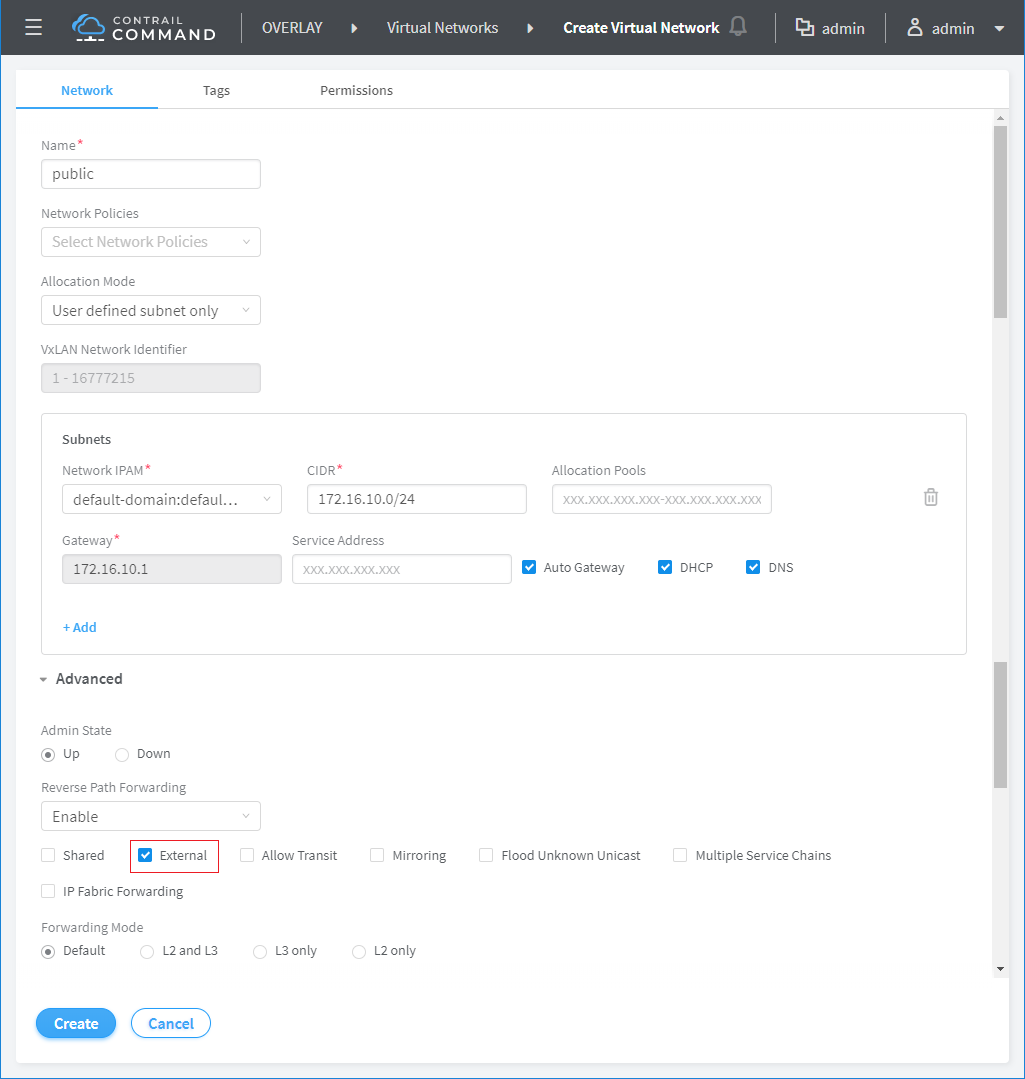 CONTRAIL
COMMAND
OVERLAY
Virtual Networks
Create Virtual Network
admin
admin
Network
Tags
Permissions
Name*
public
Network Policies
Select Network Policies
Allocation Mode
User defined subnet only
VxLAN Network Identifier
1 - 16777215
Subnets
Network IPAM*
CIDR*
Allocation Pools
default-domain:defaul...
172.16.10.0/24
xxx.xxx.xxx.xxx-xxx.xxx.xxx.xxx
Gateway*
Service Address
172.16.10.1
xxx.xxx.xxx.xxx
Auto Gateway
DHCP
DNS
+ Add
Advanced
Admin State
Up
Down
Reverse Path Forwarding
Enable
Shared
External
Allow Transit
Mirroring
Flood Unknown Unicast
Multiple Service Chains
IP Fabric Forwarding
Forwarding Mode
Default
L2 and L3
L3 only
L2 only
Create
Cancel